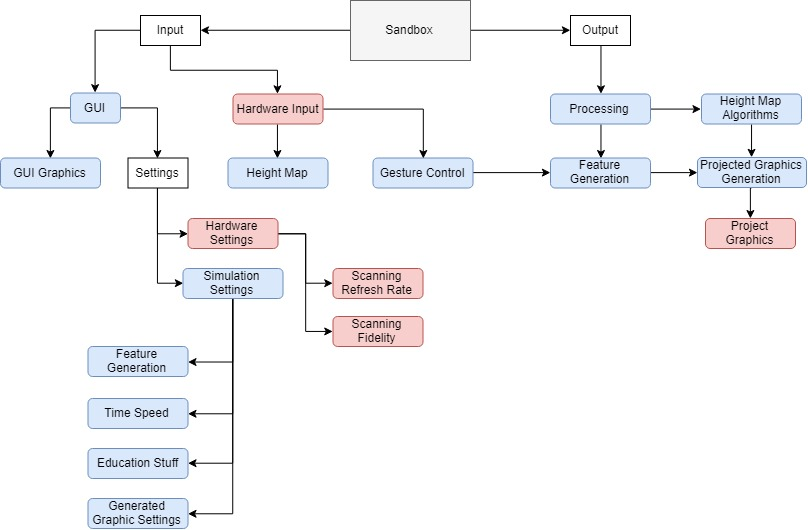 Input
Sandbox
Output
GUI
Hardware Input
Processing
Height Map
Algorithms
GUI Graphics
Settings
Height Map
Gesture Control
Feature
Generation
Projected Graphics
Generation
Hardware
Settings
Project
Graphics
Simulation
Settings
Scanning
Refresh Rate
Scanning
Fidelity
Feature
Generation
Time Speed
Education Stuff
Generated
Graphic Settings